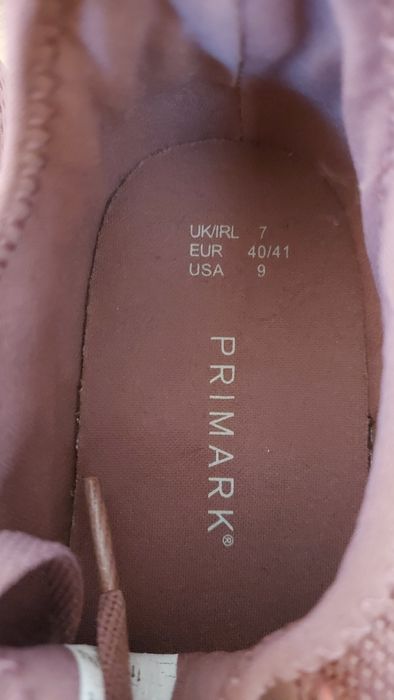 UK/IRL 7
EUR 40/41
USA 9
PRIMARK®